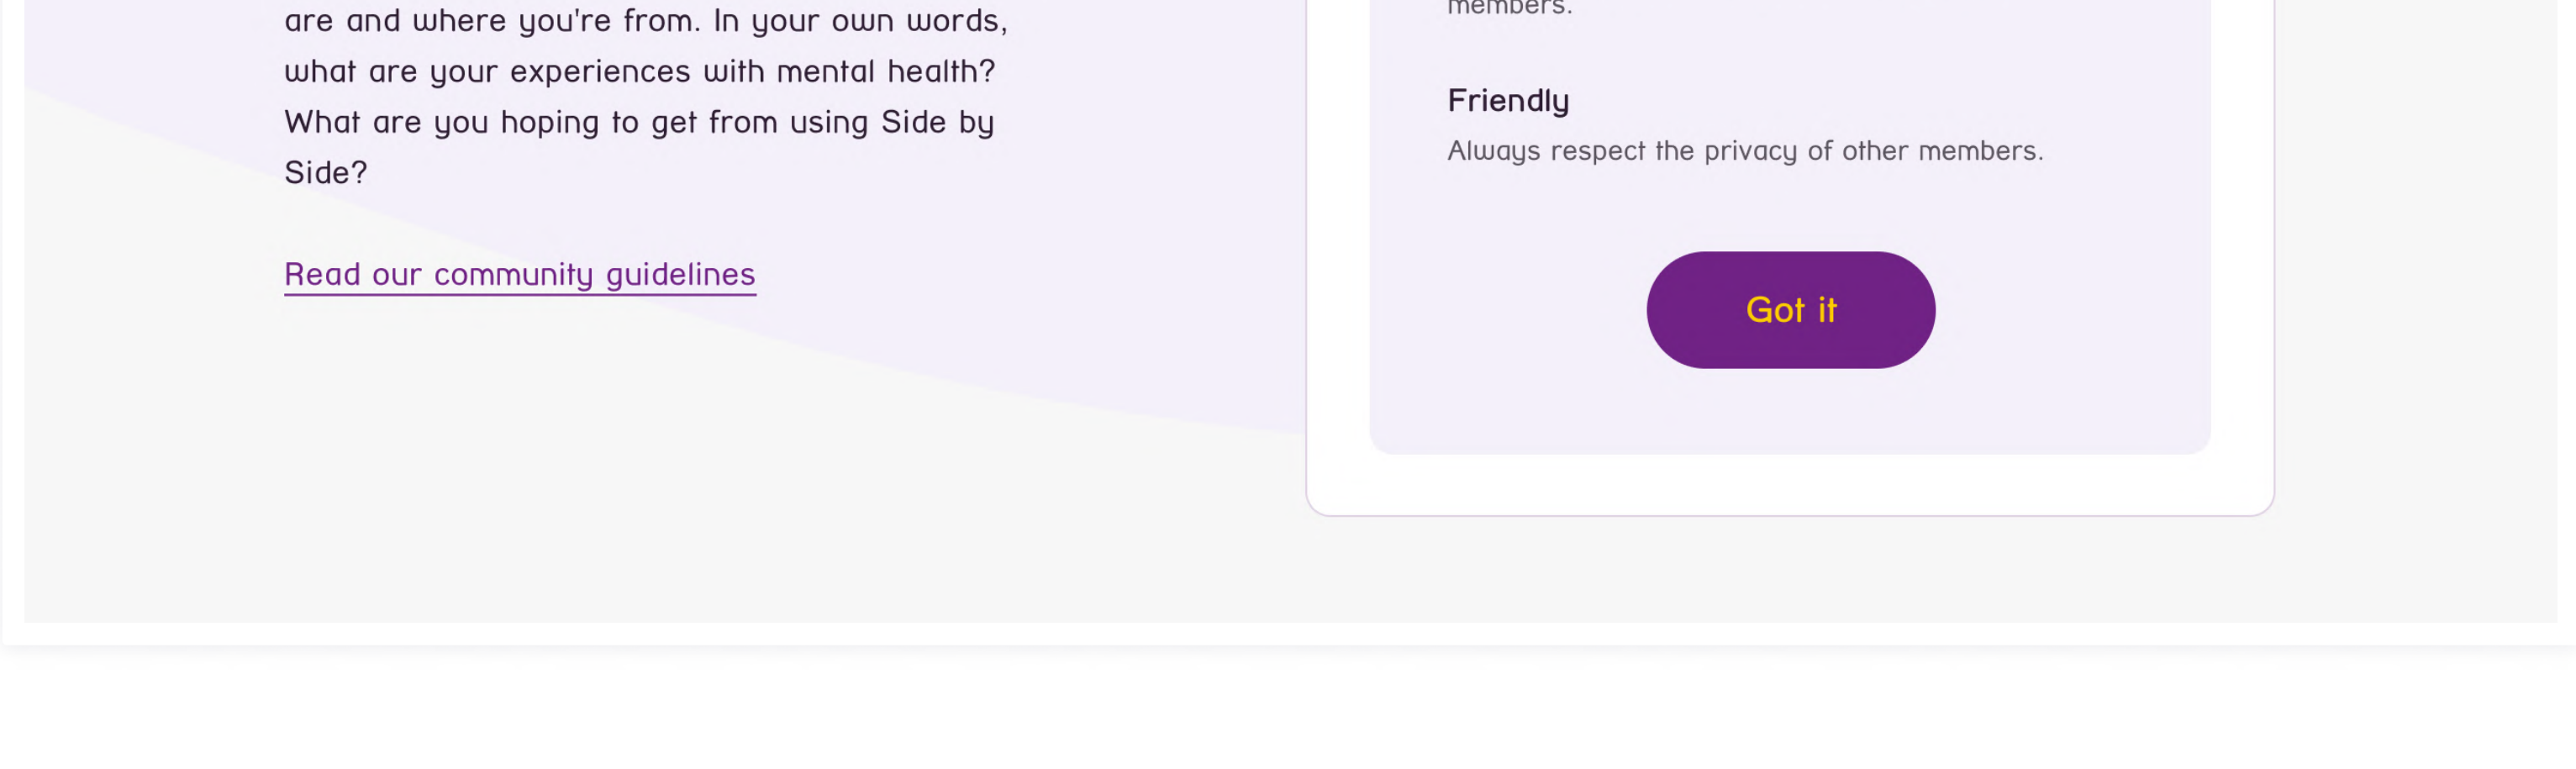 are and where you're from. In your own words,
what are your experiences with mental health?
What are you hoping to get from using Side by
Side?
Read our community guidelines
members.
Friendly
Always respect the privacy of other members.
Got it